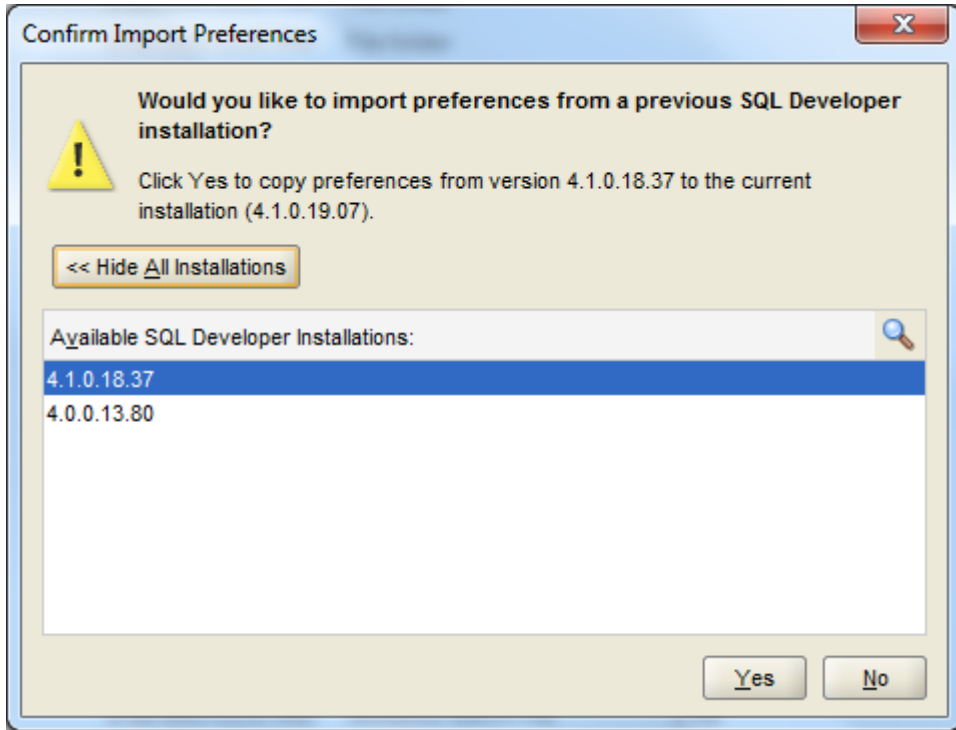 Confirm Import Preferences
Would you like to import preferences from a previous SQL Developer
installation?
Click Yes to copy preferences from version 4.1.0.18.37 to the current
installation (4.1.0.19.07).
<< Hide All Installations
Available SQL Developer Installations:
4.1.0.18.37
4.0.0.13.80
Yes No